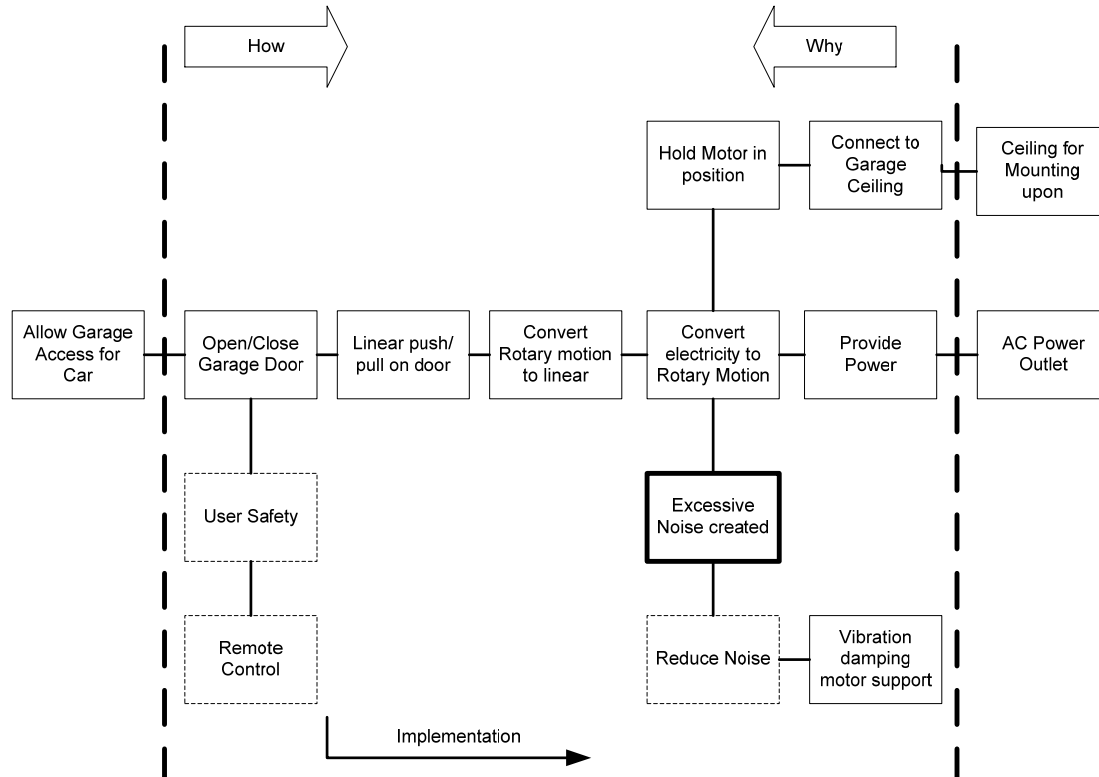 How
Why
Hold Motor in
position
Connect to
Garage
Ceiling
Ceiling for
Mounting
upon
Allow Garage
Access for
Car
Open/Close
Garage Door
Linear push/
pull on door
Convert
Rotary motion
to linear
Convert
electricity to
Rotary Motion
Provide
Power
AC Power
Outlet
User Safety
Excessive
Noise created
Remote
Control
Reduce Noise
Vibration
damping
motor support
Implementation